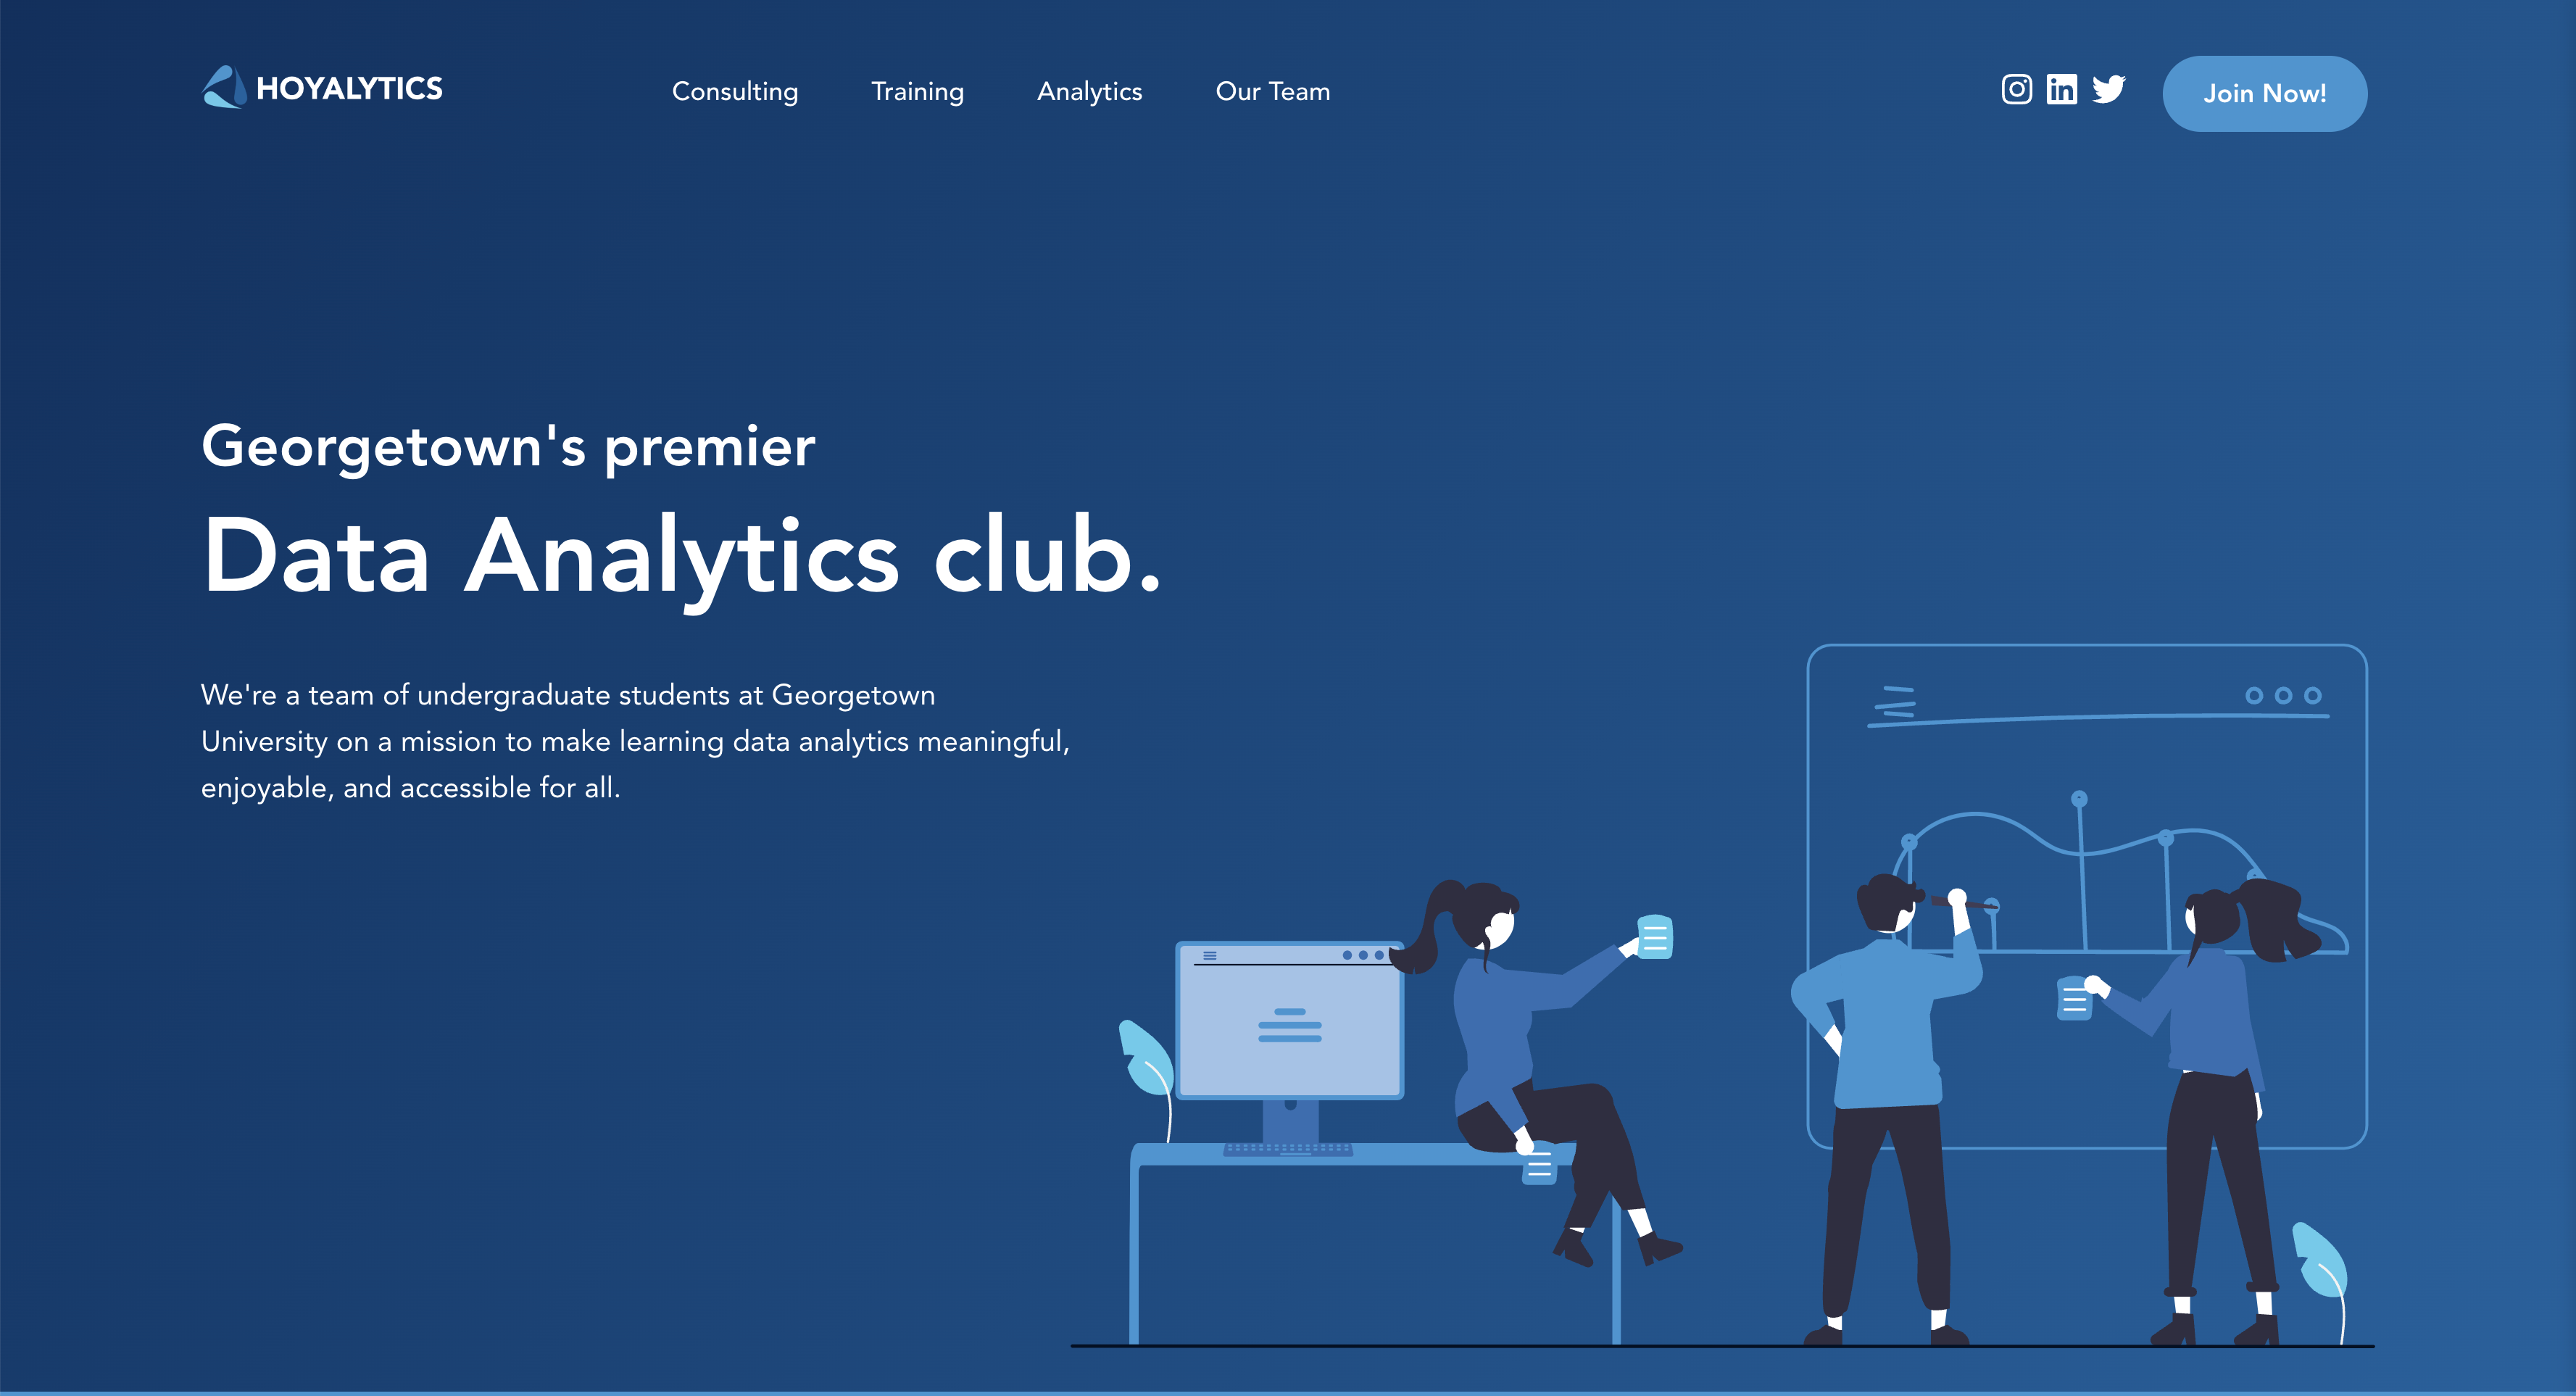 HOYALYTICS
Consulting
Training
Analytics
Our Team
Join Now!
Georgetown's premier
Data Analytics club.
We're a team of undergraduate students at Georgetown
University on a mission to make learning data analytics meaningful,
enjoyable, and accessible for all.